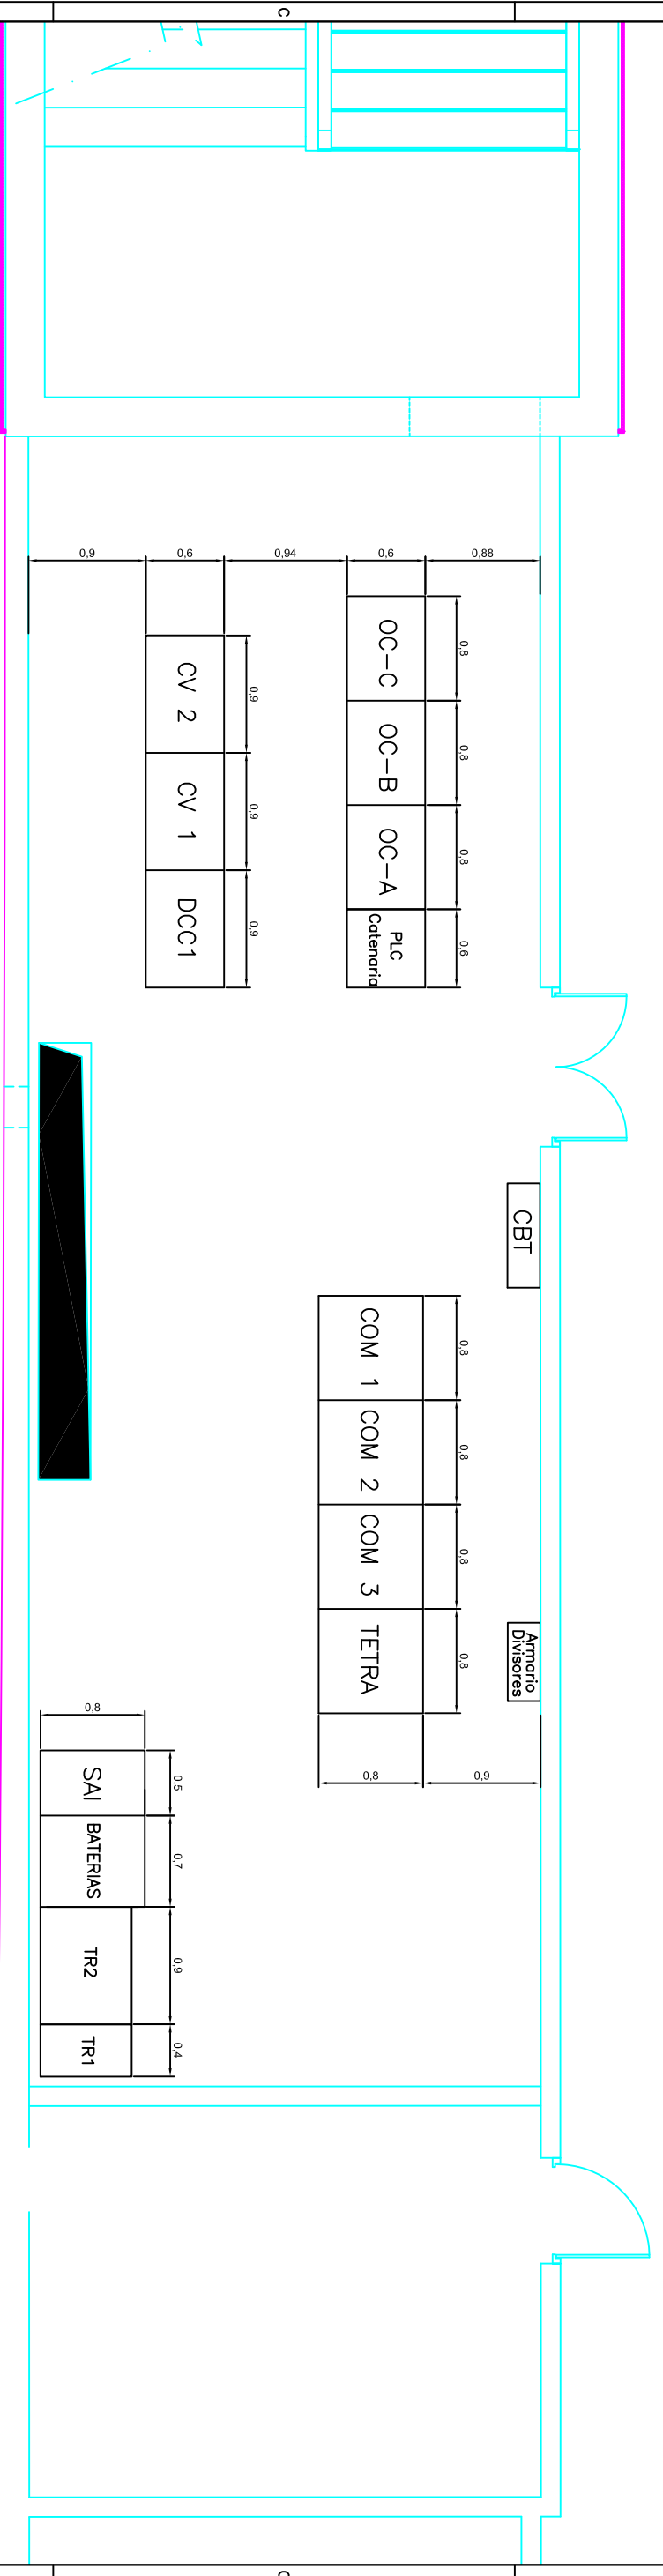 C
0,9
0,6
0,94
0,6
0,88
OC-C
0,8
CV 2
0,9
OC-B
0,8
CV 1
0,9
OC-A
0,8
DCC1
0,9
PLC
Catenaria
0,6
CBT
COM 1
0,8
COM 2
0,8
COM 3
0,8
TETRA
0,8
Armario
Divisores
0,8
0,8
0,9
SAI
0,5
BATERIAS
0,7
TR2
0,9
TR1
0,4